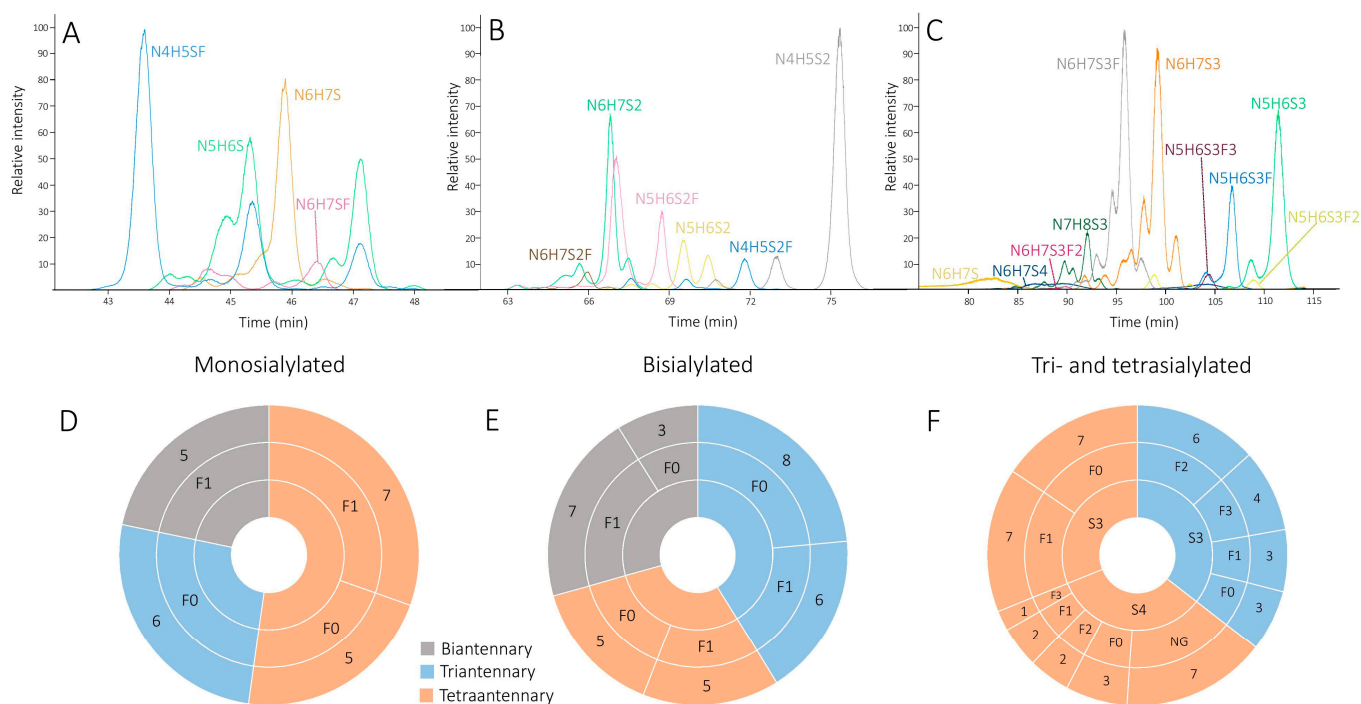 A
Relative intensity
100
90
80
70
60
50
40
30
20
10
N4H5SF
N5H6S
N6H7S
N6H7SF
43
44
45
46
47
48
Time (min)
B
Relative intensity
100
90
80
70
60
50
40
30
20
10
N4H5S2
N6H7S2
N5H6S2F
N5H6S2
N4H5S2F
N6H7S2F
63
66
69
72
75
Time (min)
C
Relative intensity
100
90
80
70
60
50
40
30
20
10
N6H7S3F
N6H7S3
N5H6S3
N5H6S3F3
N5H6S3F
N5H6S3F2
N7H8S3
N6H7S3F2
N6H7S4
N6H7S
80
85
90
95
100
105
110
115
Time (min)
Monosialylated
Bisialylated
Tri- and tetrasialylated
D
5
F1
F1
7
6
F0
F0
5
E
3
F0
8
F0
7
F1
F1
6
F0
5
F1
5
F
7
F0
6
F2
S3
F3
4
S3
7
F1
F1
3
F0
3
F3
1
F1
2
F2
2
S4
F0
3
NG
7
Biantennary
Triantennary
Tetraantennary